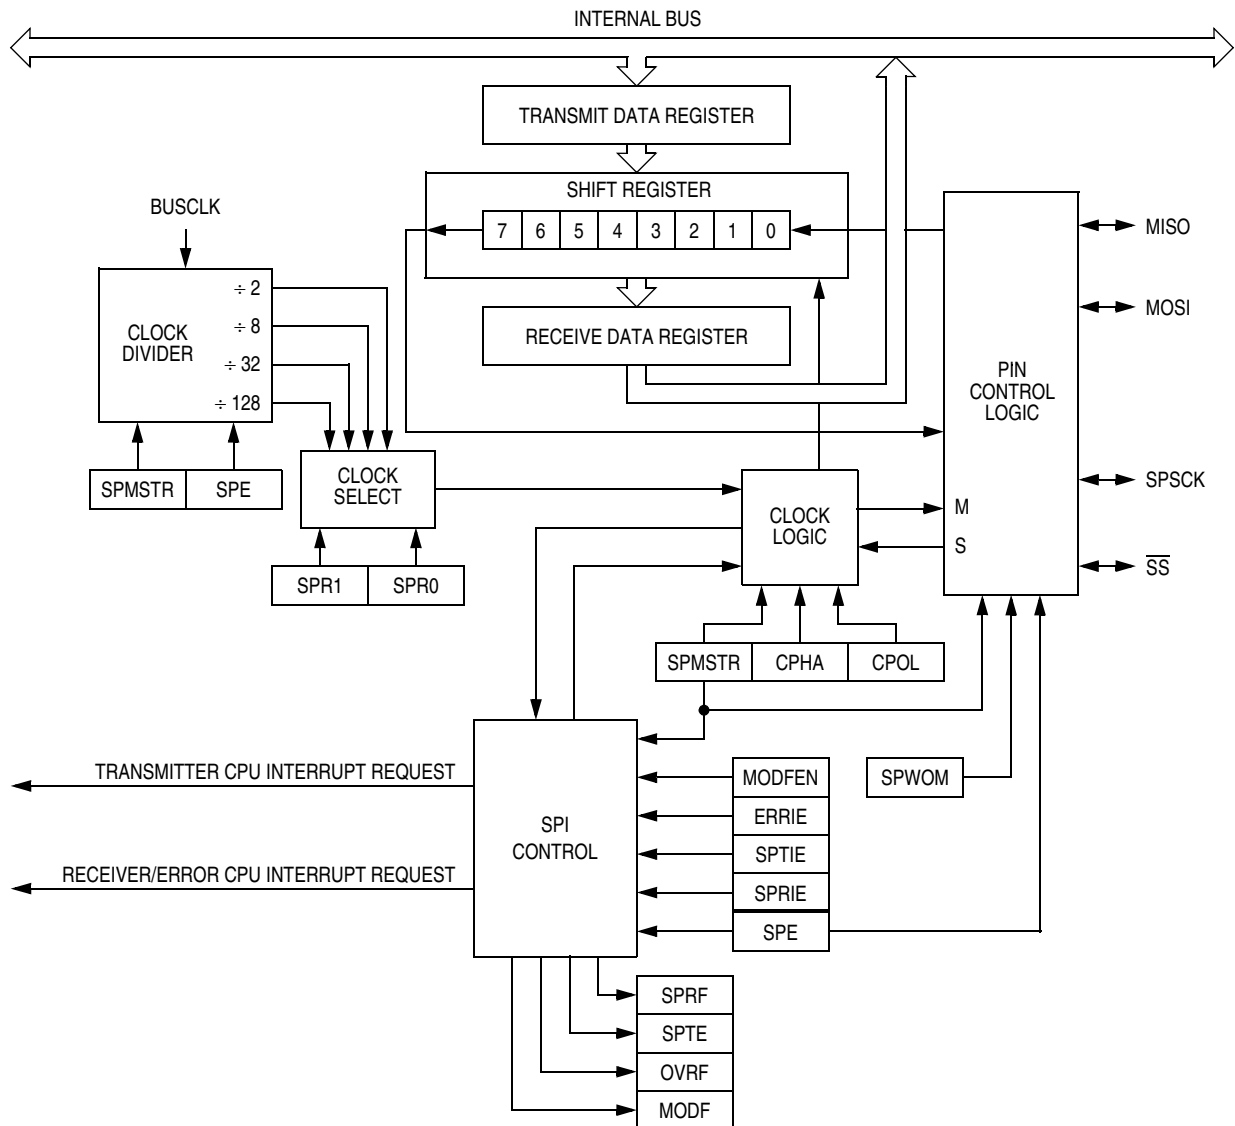 INTERNAL BUS
TRANSMIT DATA REGISTER
SHIFT REGISTER
7 6 5 4 3 2 1 0
BUSCLK
MISO
÷ 2
CLOCK
DIVIDER
÷ 8
÷ 32
÷ 128
RECEIVE DATA REGISTER
MOSI
PIN
CONTROL
LOGIC
SPMSTR SPE
CLOCK
SELECT
SPSCK
M
CLOCK
LOGIC
S
SS
SPR1 SPR0
SPMSTR CPHA CPOL
TRANSMITTER CPU INTERRUPT REQUEST
MODFEN
SPWOM
ERRIE
SPI
CONTROL
SPTIE
RECEIVER/ERROR CPU INTERRUPT REQUEST
SPRIE
SPE
SPRF
SPTE
OVRF
MODF